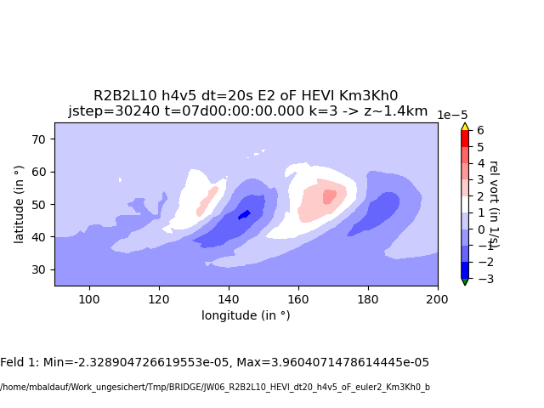 R2B2L10 h4v5 dt=20s E2 oF HEVI Km3Kh0
jstep=30240 t=07d00:00:00.000 k=3 -> z~1.4km
1e−5
70
60
50
40
30
latitude (in °)
100
120
140
160
180
200
longitude (in °)
6
5
4
3
2
1
0
−1
−2
−3
rel vort (in 1/s)
Feld 1: Min=-2.328904726619553e-05, Max=3.9604071478614445e-05
/home/mbaldauf/Work_ungesichert/Tmp/BRIDGE/JW06_R2B2L10_HEVI_dt20_h4v5_oF_euler2_Km3Kh0_b